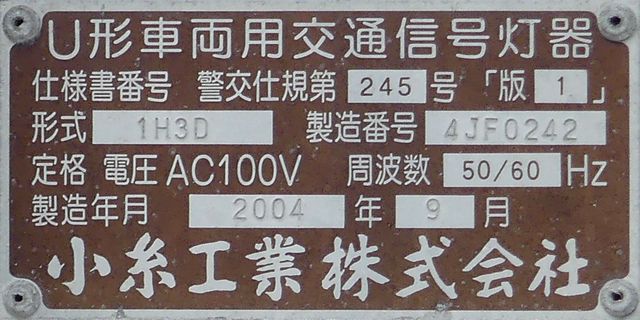 U形車両用交通信号灯器
仕様書番号 警交仕規第 245 号 「版 1 」
形式 1H3D 製造番号 4JF0242
定格 電圧 AC100V 周波数 50/60 Hz
製造年月 2004 年 9 月
小糸工業株式会社